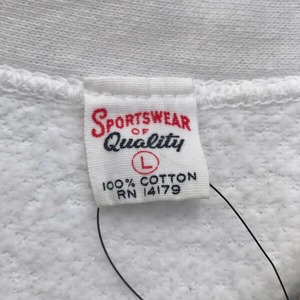 SPORTSWEAR
OF
Quality
L
100% COTTON
RN 14179